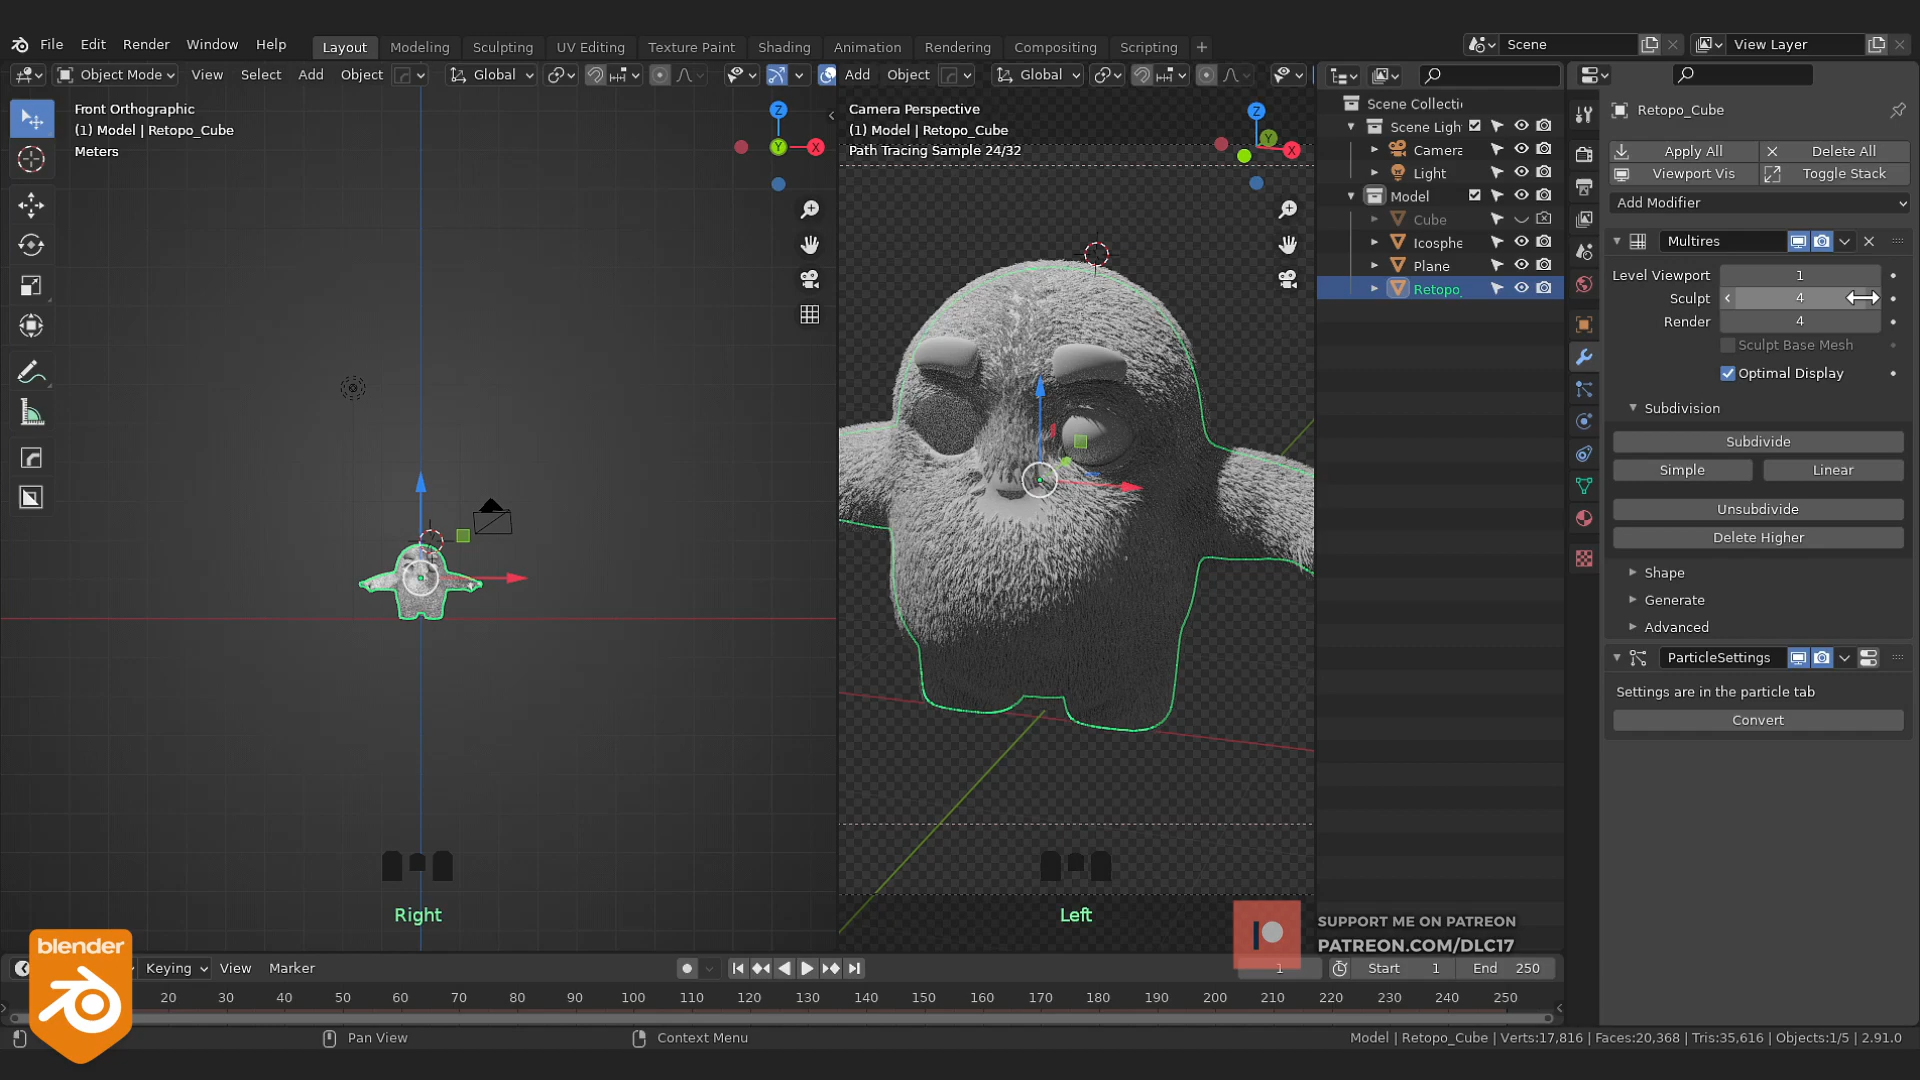 File Edit Render Window Help Layout Modeling Sculpting UV Editing Texture Paint Shading Animation Rendering Compositing Scripting + Scene View Layer
Object Mode View Select Add Object Global Add Object Global
Front Orthographic
(1) Model | Retopo_Cube
Meters
Z
X
Y
Camera Perspective
(1) Model | Retopo_Cube
Path Tracing Sample 24/32
Z
Y
X
Right
Left
Scene Collecti
Scene Ligh
Camera
Light
Model
Cube
Icosphe
Plane
Retopo_
Retopo_Cube
Apply All Delete All
Viewport Vis Toggle Stack
Add Modifier
Multires
Level Viewport 1
Sculpt 4
Render 4
Sculpt Base Mesh
Optimal Display
Subdivision
Subdivide
Simple Linear
Unsubdivide
Delete Higher
Shape
Generate
Advanced
ParticleSettings
Settings are in the particle tab
Convert
SUPPORT ME ON PATREON
PATREON.COM/DLC17
blender
Keying View Marker 1 Start 1 End 250
20 30 40 50 60 70 80 90 100 110 120 130 140 150 160 170 180 190 200 210 220 230 240 250
Pan View Context Menu Model | Retopo_Cube | Verts:17,816 | Faces:20,368 | Tris:35,616 | Objects:1/5 | 2.91.0